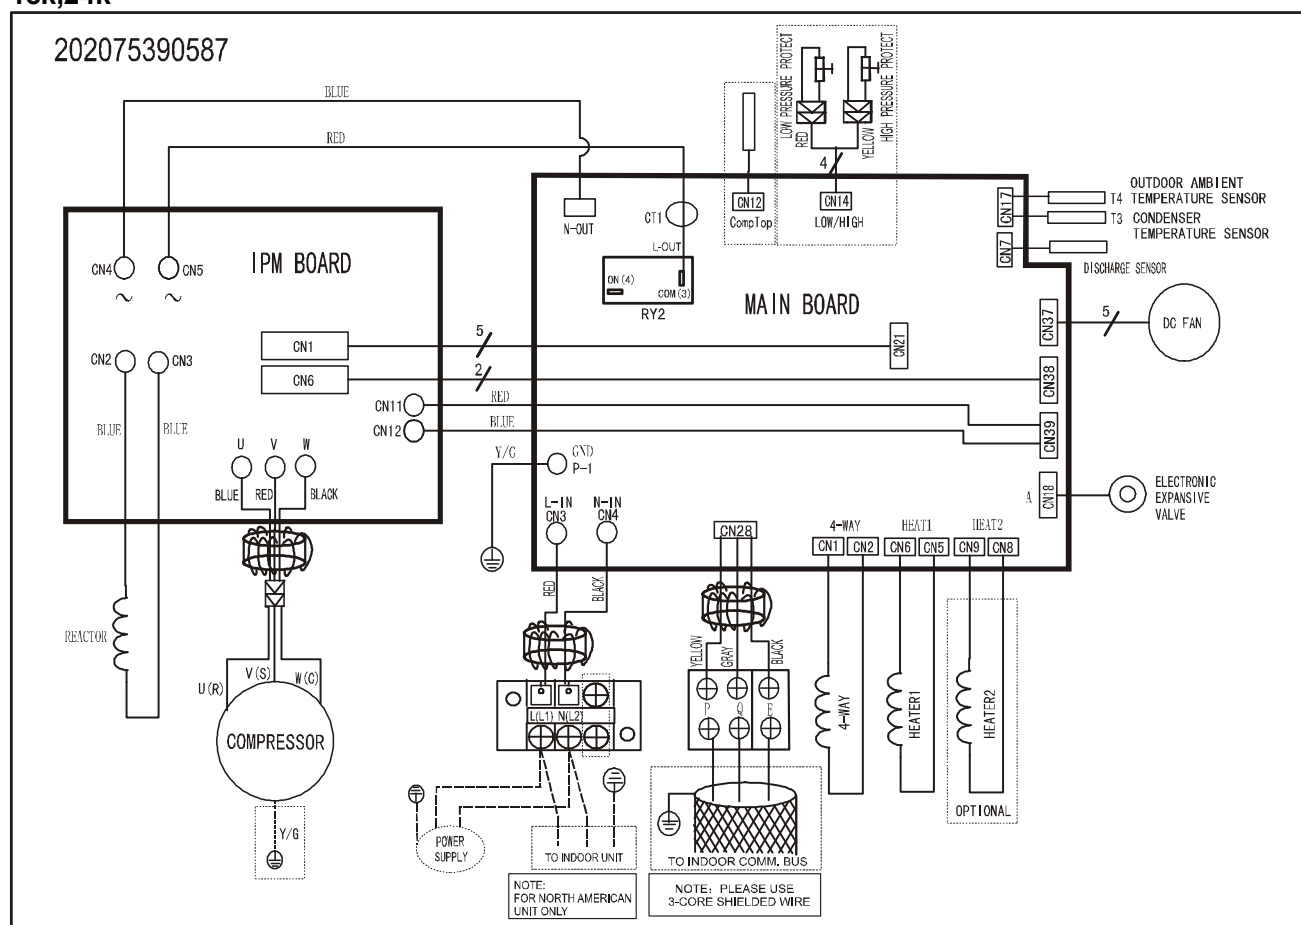 18k,24k
202075390587
BLUE
RED
LOW PRESSURE PROTECT
RED
YELLOW
HIGH PRESSURE PROTECT
4
CN12
CompTop
CN14
LOW/HIGH
N-OUT
CT1
L-OUT
ON (4)
COM (3)
RY2
CN17
CN7
OUTDOOR AMBIENT
T4 TEMPERATURE SENSOR
T3 CONDENSER
TEMPERATURE SENSOR
DISCHARGE SENSOR
IPM BOARD
MAIN BOARD
CN4
CN5
CN2
CN3
CN1
CN6
5
2
CN21
CN37
5
DC FAN
CN38
CN11
RED
CN12
BLUE
CN39
BLUE
BLUE
U
V
W
BLUE
RED
BLACK
Y/G
GND
P-1
A
CN18
ELECTRONIC
EXPANSIVE
VALVE
L-IN
CN3
N-IN
CN4
CN28
4-WAY
HEAT1
HEAT2
CN1
CN2
CN6
CN5
CN9
CN8
RED
BLACK
YELLOW
GRAY
BLACK
REACTOR
U(R)
V(S)
W(C)
COMPRESSOR
Y/G
L(L1)
N(L2)
P
Q
E
4-WAY
HEATER1
HEATER2
OPTIONAL
POWER
SUPPLY
TO INDOOR UNIT
TO INDOOR COMM. BUS
NOTE:
FOR NORTH AMERICAN
UNIT ONLY
NOTE: PLEASE USE
3-CORE SHIELDED WIRE